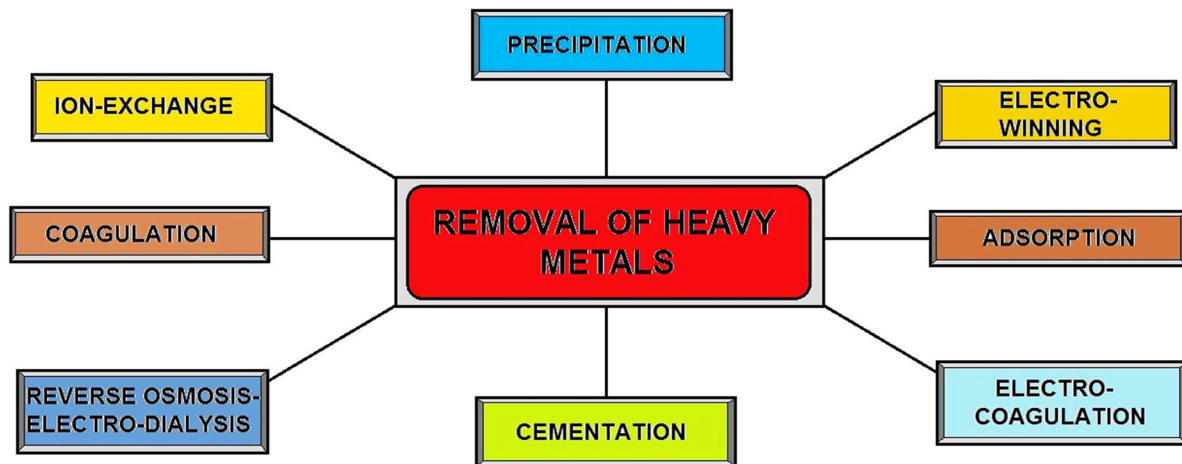 PRECIPITATION
ION-EXCHANGE
ELECTRO-
WINNING
REMOVAL OF HEAVY
METALS
COAGULATION
ADSORPTION
REVERSE OSMOSIS-
ELECTRO-DIALYSIS
CEMENTATION
ELECTRO-
COAGULATION